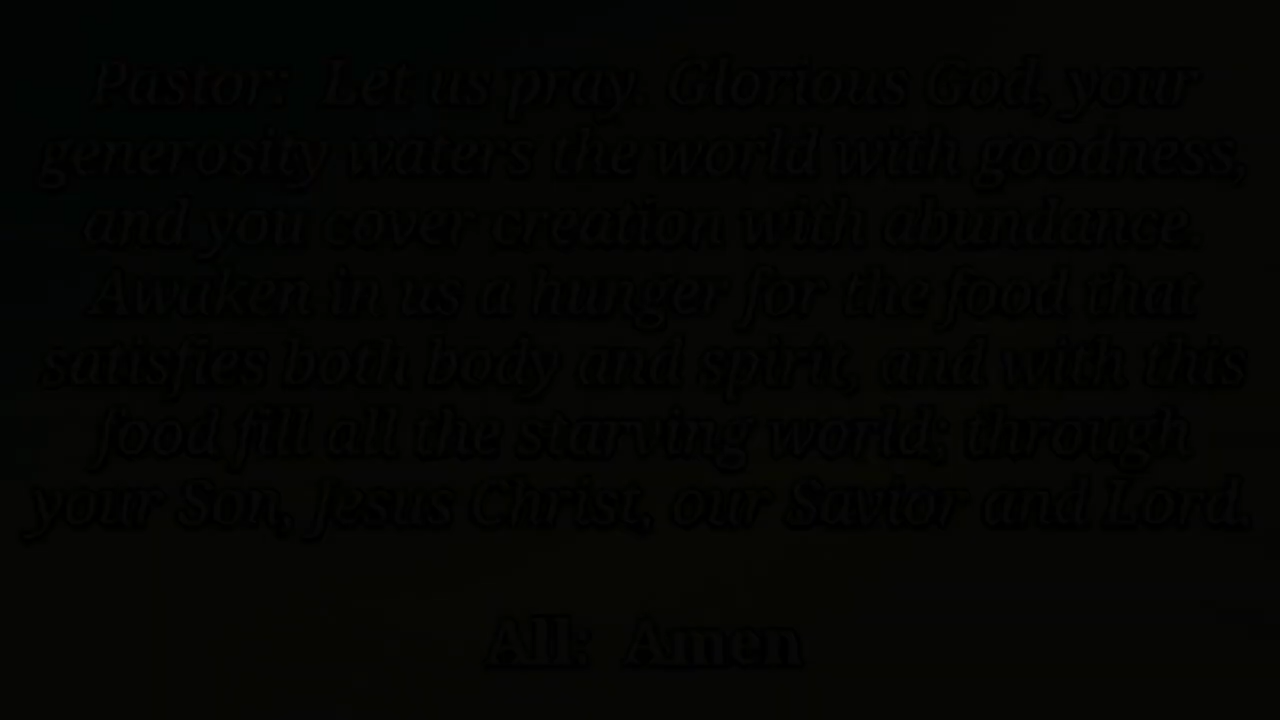 Pastor: Let us pray. Glorious God, your
generosity waters the world with goodness,
and you cover creation with abundance.
Awaken in us a hunger for the food that
satisfies both body and spirit, and with this
food fill all the starving world; through
your Son, Jesus Christ, our Savior and Lord.
All: Amen